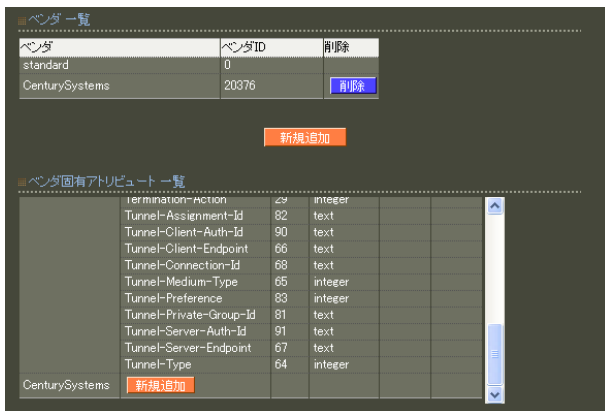 ベンダ 一覧
ベンダ ベンダID 削除
standard 0
CenturySystems 20376 削除
新規追加
ベンダ固有アトリビュート 一覧
Termination-Action 29 integer
Tunnel-Assignment-Id 82 text
Tunnel-Client-Auth-Id 90 text
Tunnel-Client-Endpoint 66 text
Tunnel-Connection-Id 68 text
Tunnel-Medium-Type 65 integer
Tunnel-Preference 83 integer
Tunnel-Private-Group-Id 81 text
Tunnel-Server-Auth-Id 91 text
Tunnel-Server-Endpoint 67 text
Tunnel-Type 64 integer
CenturySystems 新規追加